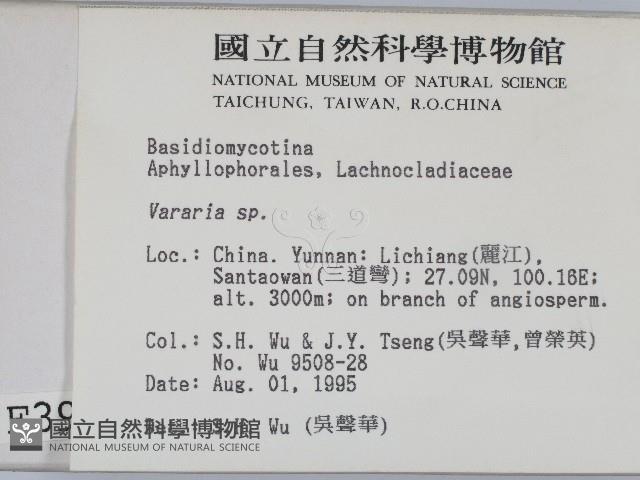 國立自然科學博物館
NATIONAL MUSEUM OF NATURAL SCIENCE
TAICHUNG, TAIWAN, R.O.CHINA
Basidiomycotina
Aphyllophorales, Lachnocladiaceae
Vararia sp.
Loc.: China. Yunnan: Lichiang(麗江),
Santaowan(三道彎); 27.09N, 100.16E;
alt. 3000m; on branch of angiosperm.
Col.: S.H. Wu & J.Y. Tseng(吳聲華,曾榮英)
No. Wu 9508-28
Date: Aug. 01, 1995
S.H. Wu (吳聲華)
國立自然科學博物館
NATIONAL MUSEUM OF NATURAL SCIENCE